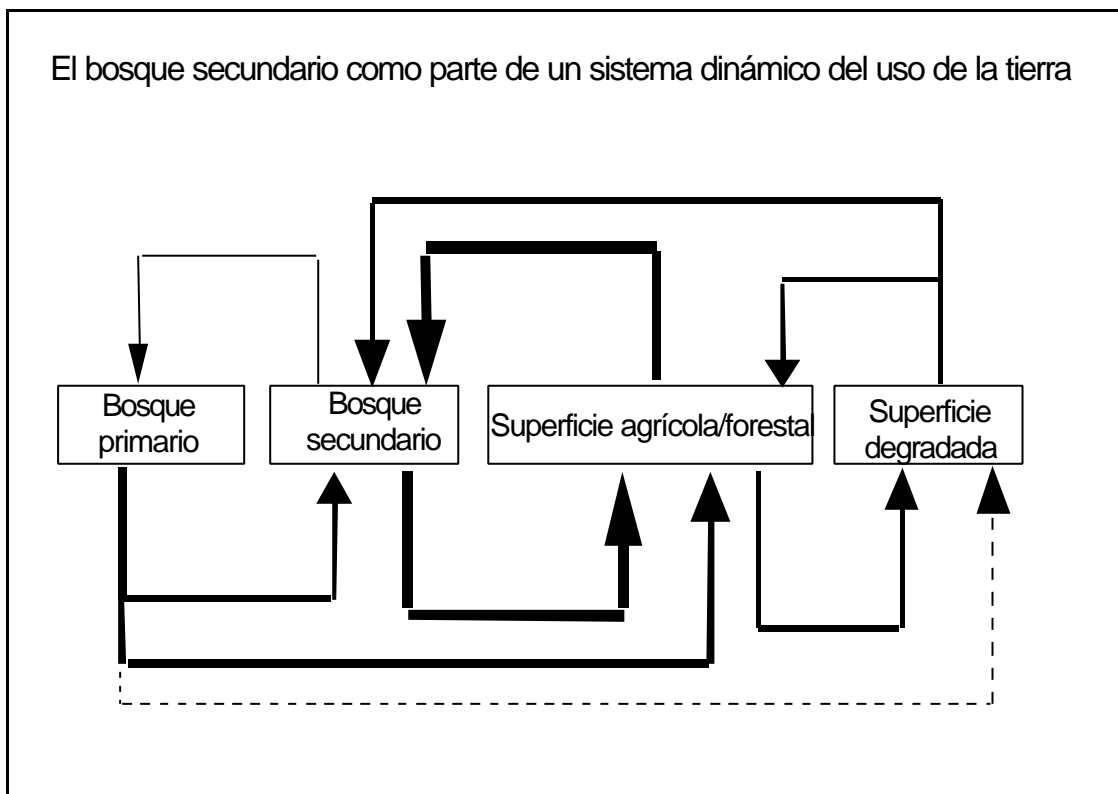 El bosque secundario como parte de un sistema dinámico del uso de la tierra
Bosque
primario
Bosque
secundario
Superficie agrícola/forestal
Superficie
degradada